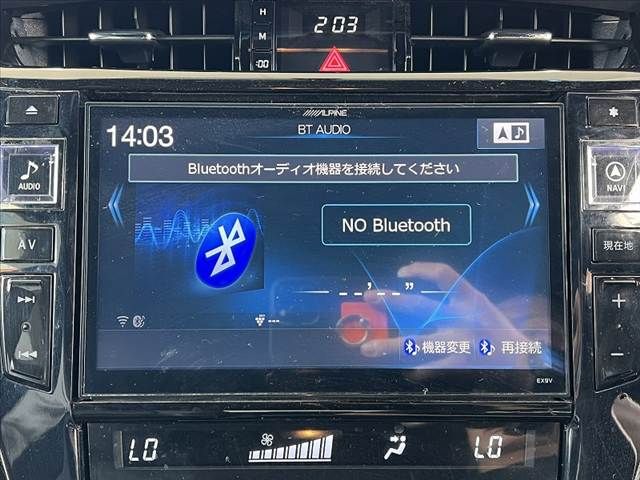 H
2:03
M
:00
ALPINE
14:03
BT AUDIO
Bluetoothオーディオ機器を接続してください
AUDIO
NAVI
NO Bluetooth
AV
現在地
--'--"
---
機器変更
再接続
EX9V
LO
LO